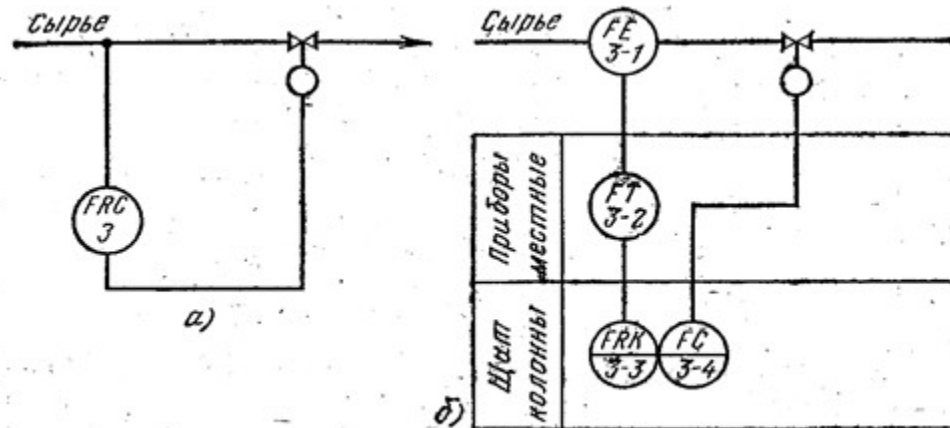 Сырье
FRC
3
а)
Сырье
FE
3-1
Приборы
местные
FT
3-2
Щит
колонны
FRK
3-3
FC
3-4
б)